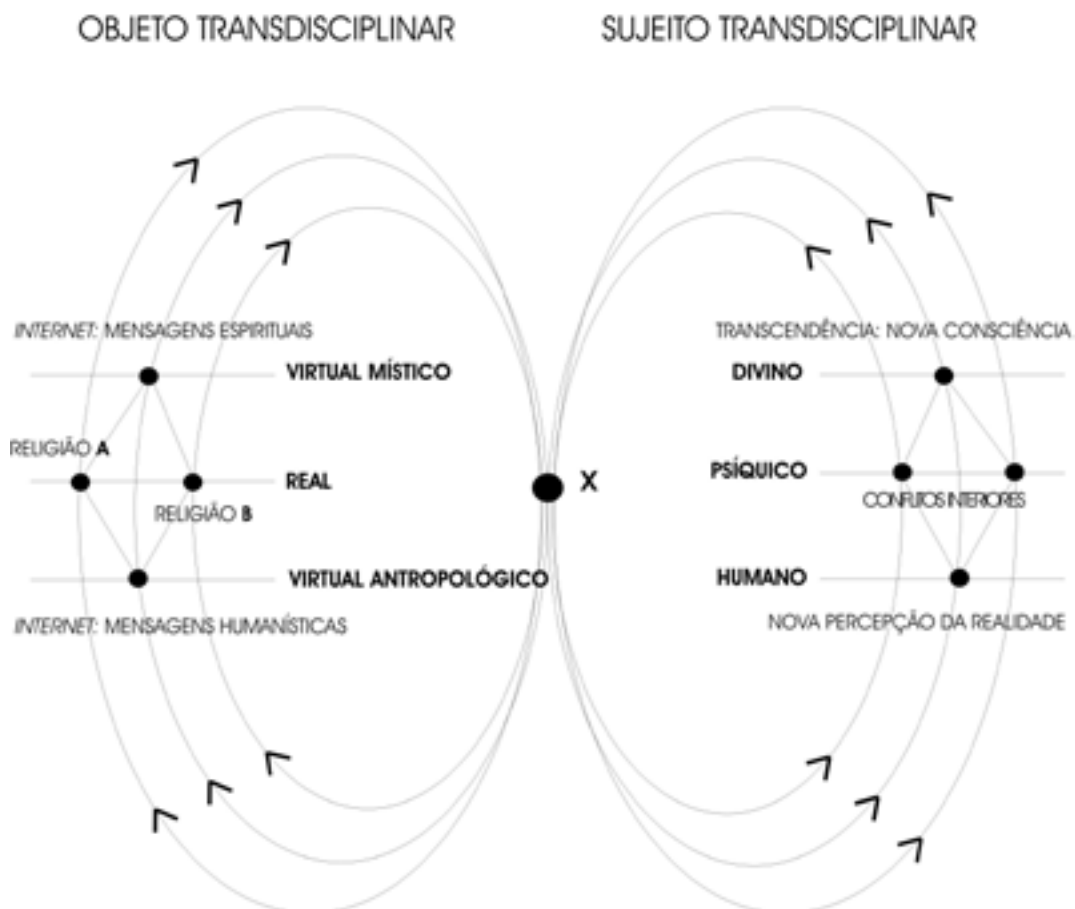 OBJETO TRANSDISCIPLINAR
SUJEITO TRANSDISCIPLINAR
INTERNET: MENSAGENS ESPIRITUAIS
VIRTUAL MÍSTICO
RELIGIÃO A
REAL
RELIGIÃO B
VIRTUAL ANTROPOLÓGICO
INTERNET: MENSAGENS HUMANÍSTICAS
X
TRANSCENDÊNCIA: NOVA CONSCIÊNCIA
DIVINO
PSÍQUICO
CONFLITOS INTERIORES
HUMANO
NOVA PERCEPÇÃO DA REALIDADE